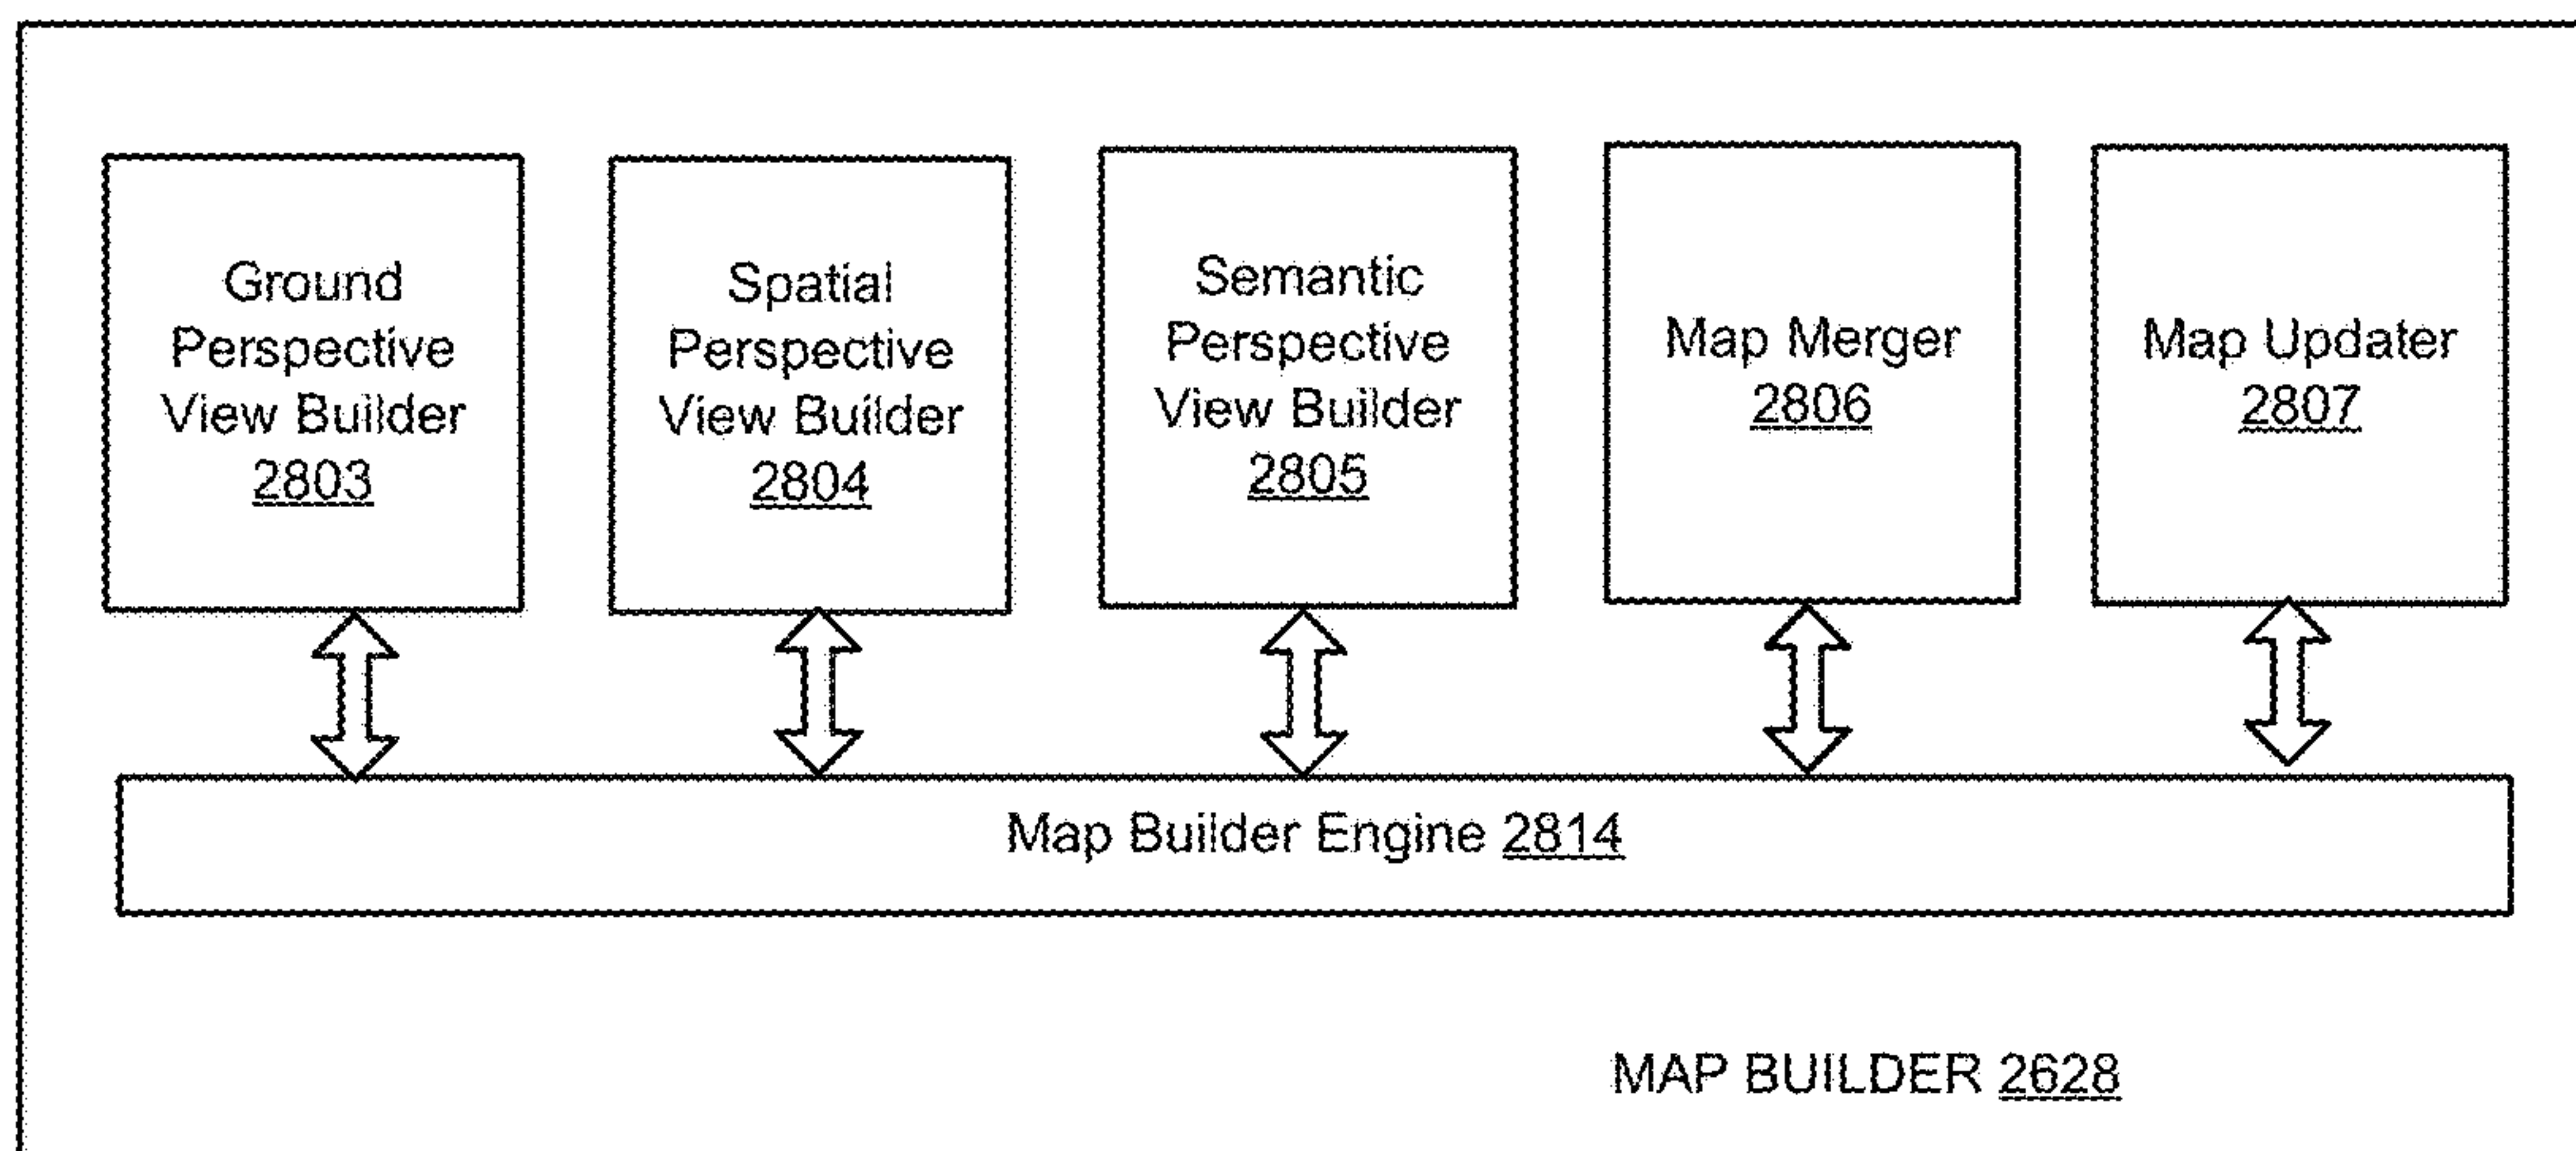 Ground
Perspective
View Builder
2803
Spatial
Perspective
View Builder
2804
Semantic
Perspective
View Builder
2805
Map Merger
2806
Map Updater
2807
Map Builder Engine 2814
MAP BUILDER 2628